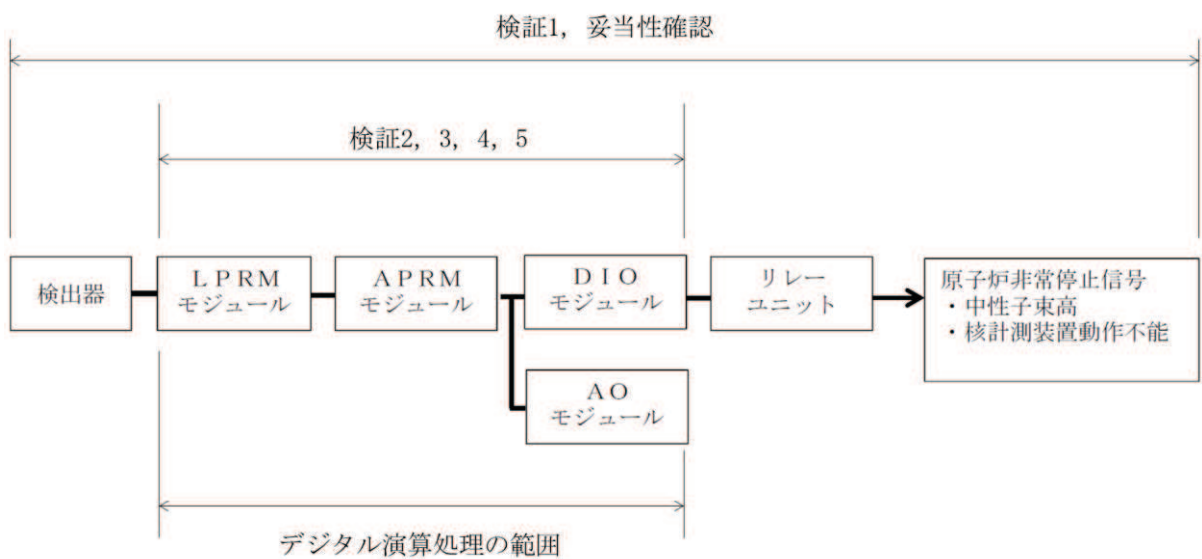 検証1，妥当性確認
検証2，3，4，5
検出器
ＬＰＲＭ
モジュール
ＡＰＲＭ
モジュール
ＤＩＯ
モジュール
リレー
ユニット
原子炉非常停止信号
・中性子束高
・核計測装置動作不能
ＡＯ
モジュール
デジタル演算処理の範囲